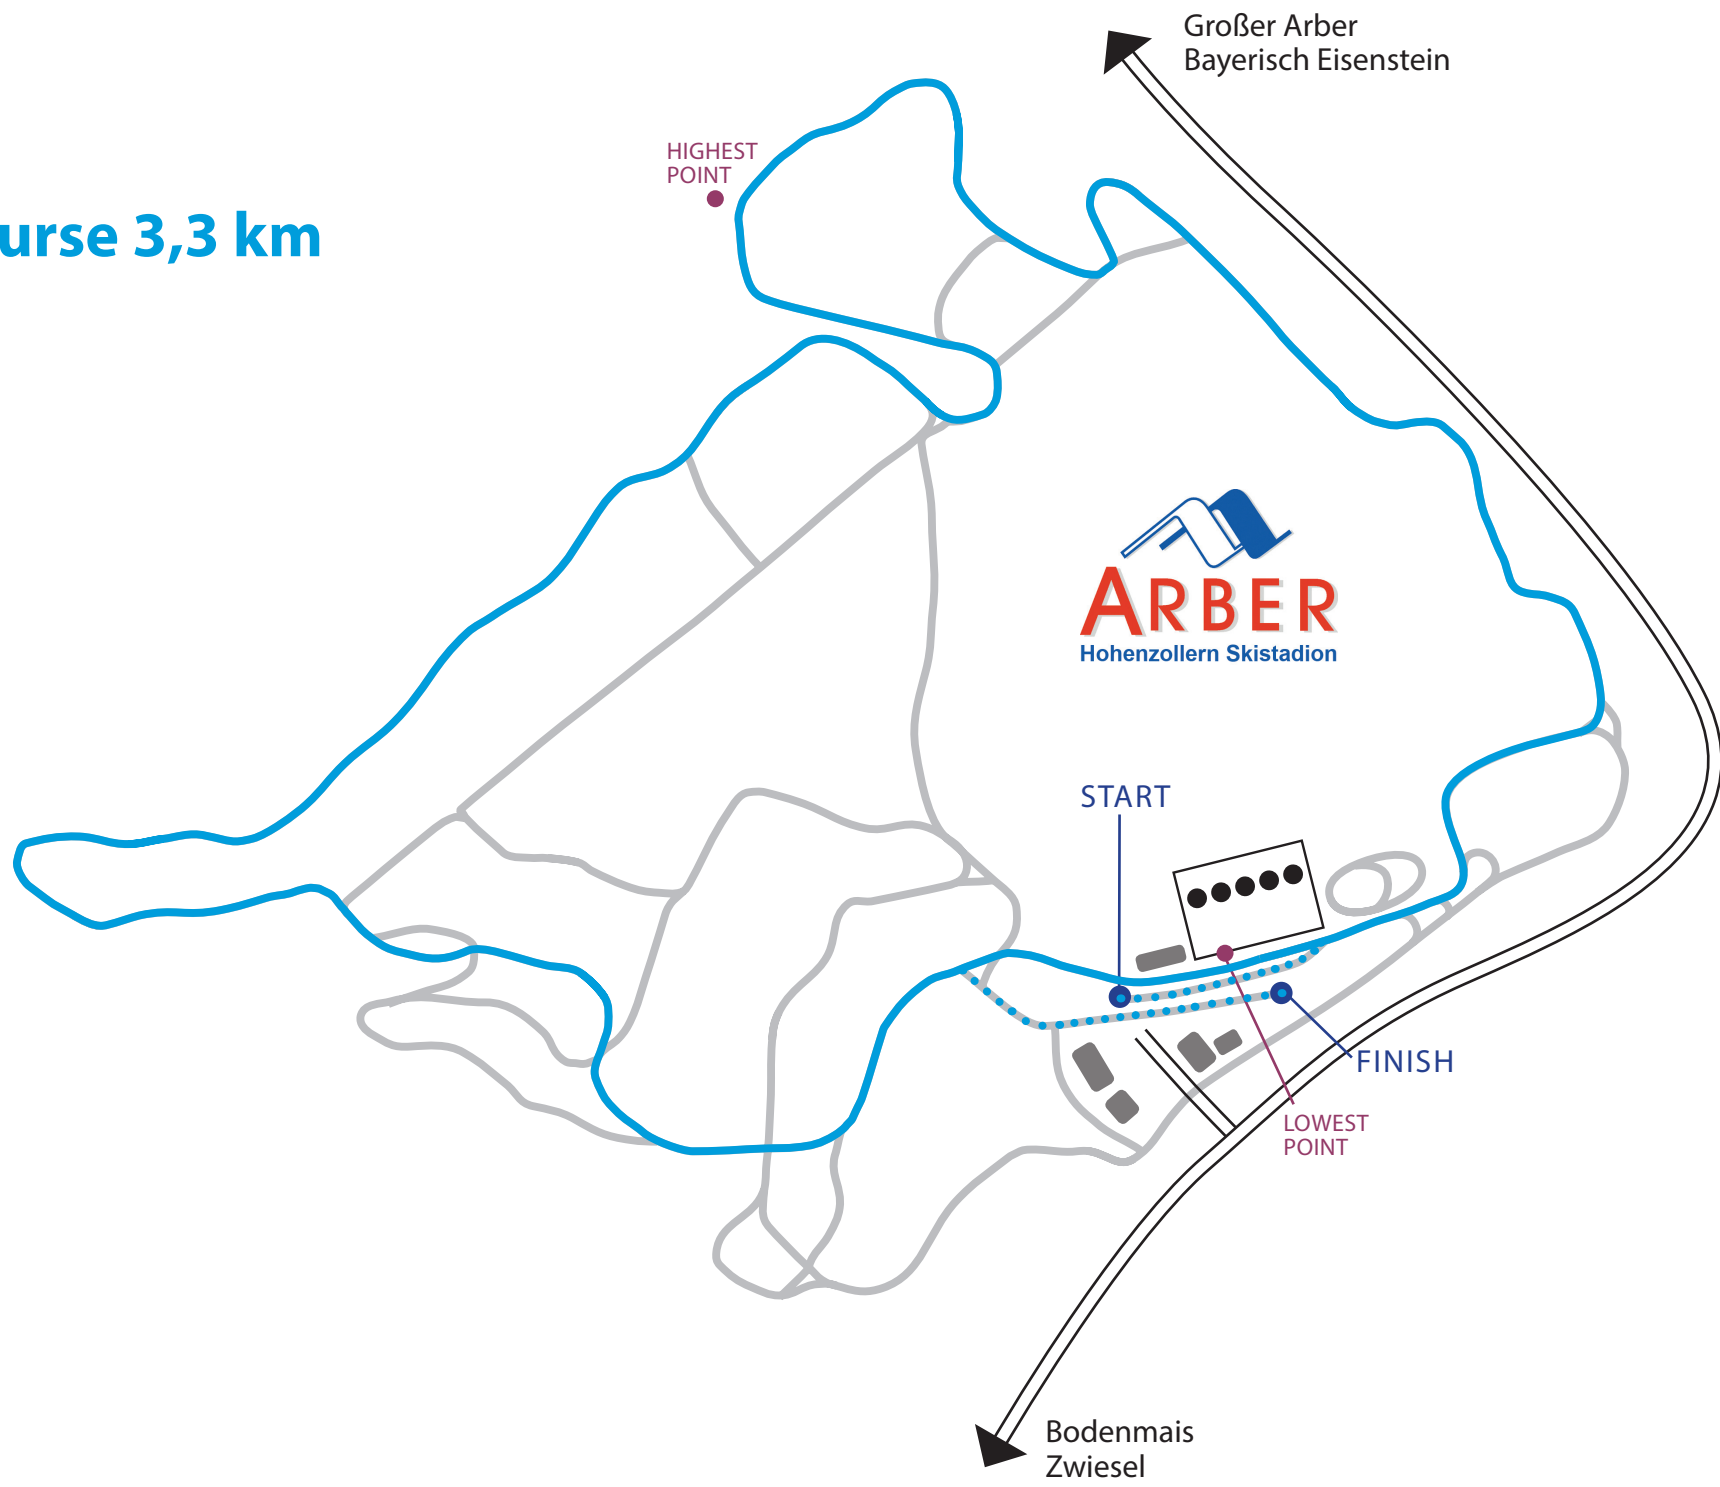 Großer Arber
Bayerisch Eisenstein
HIGHEST
POINT
urse 3,3 km
ARBER
Hohenzollern Skistadion
START
FINISH
LOWEST
POINT
Bodenmais
Zwiesel